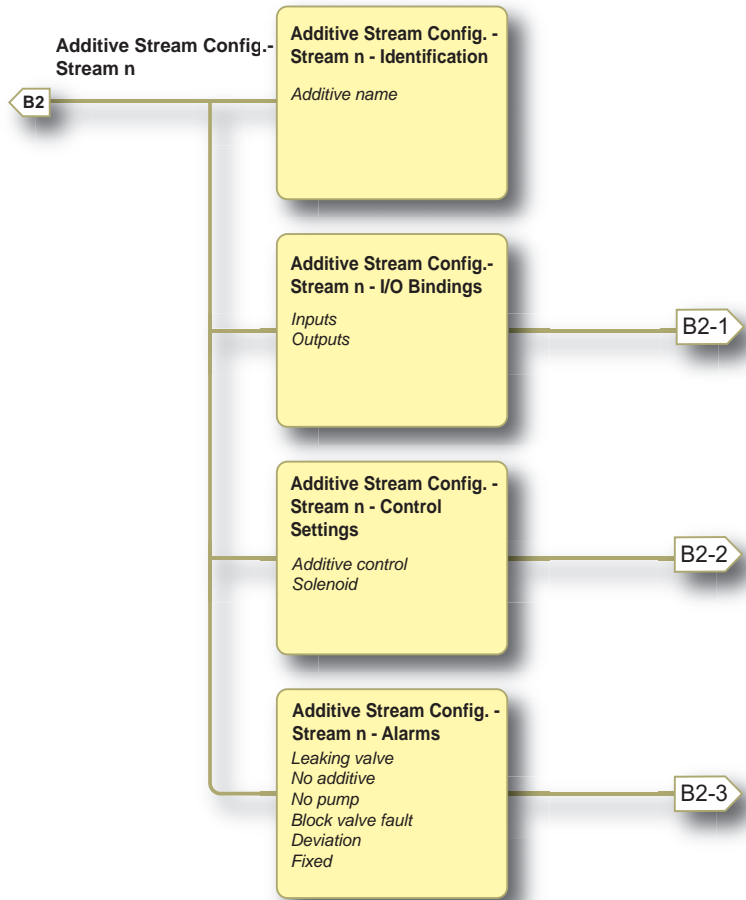 Additive Stream Config.-
Stream n
B2
Additive Stream Config. -
Stream n - Identification
Additive name
Additive Stream Config.-
Stream n - I/O Bindings
Inputs
Outputs
B2-1
Additive Stream Config. -
Stream n - Control
Settings
Additive control
Solenoid
B2-2
Additive Stream Config. -
Stream n - Alarms
Leaking valve
No additive
No pump
Block valve fault
Deviation
Fixed
B2-3